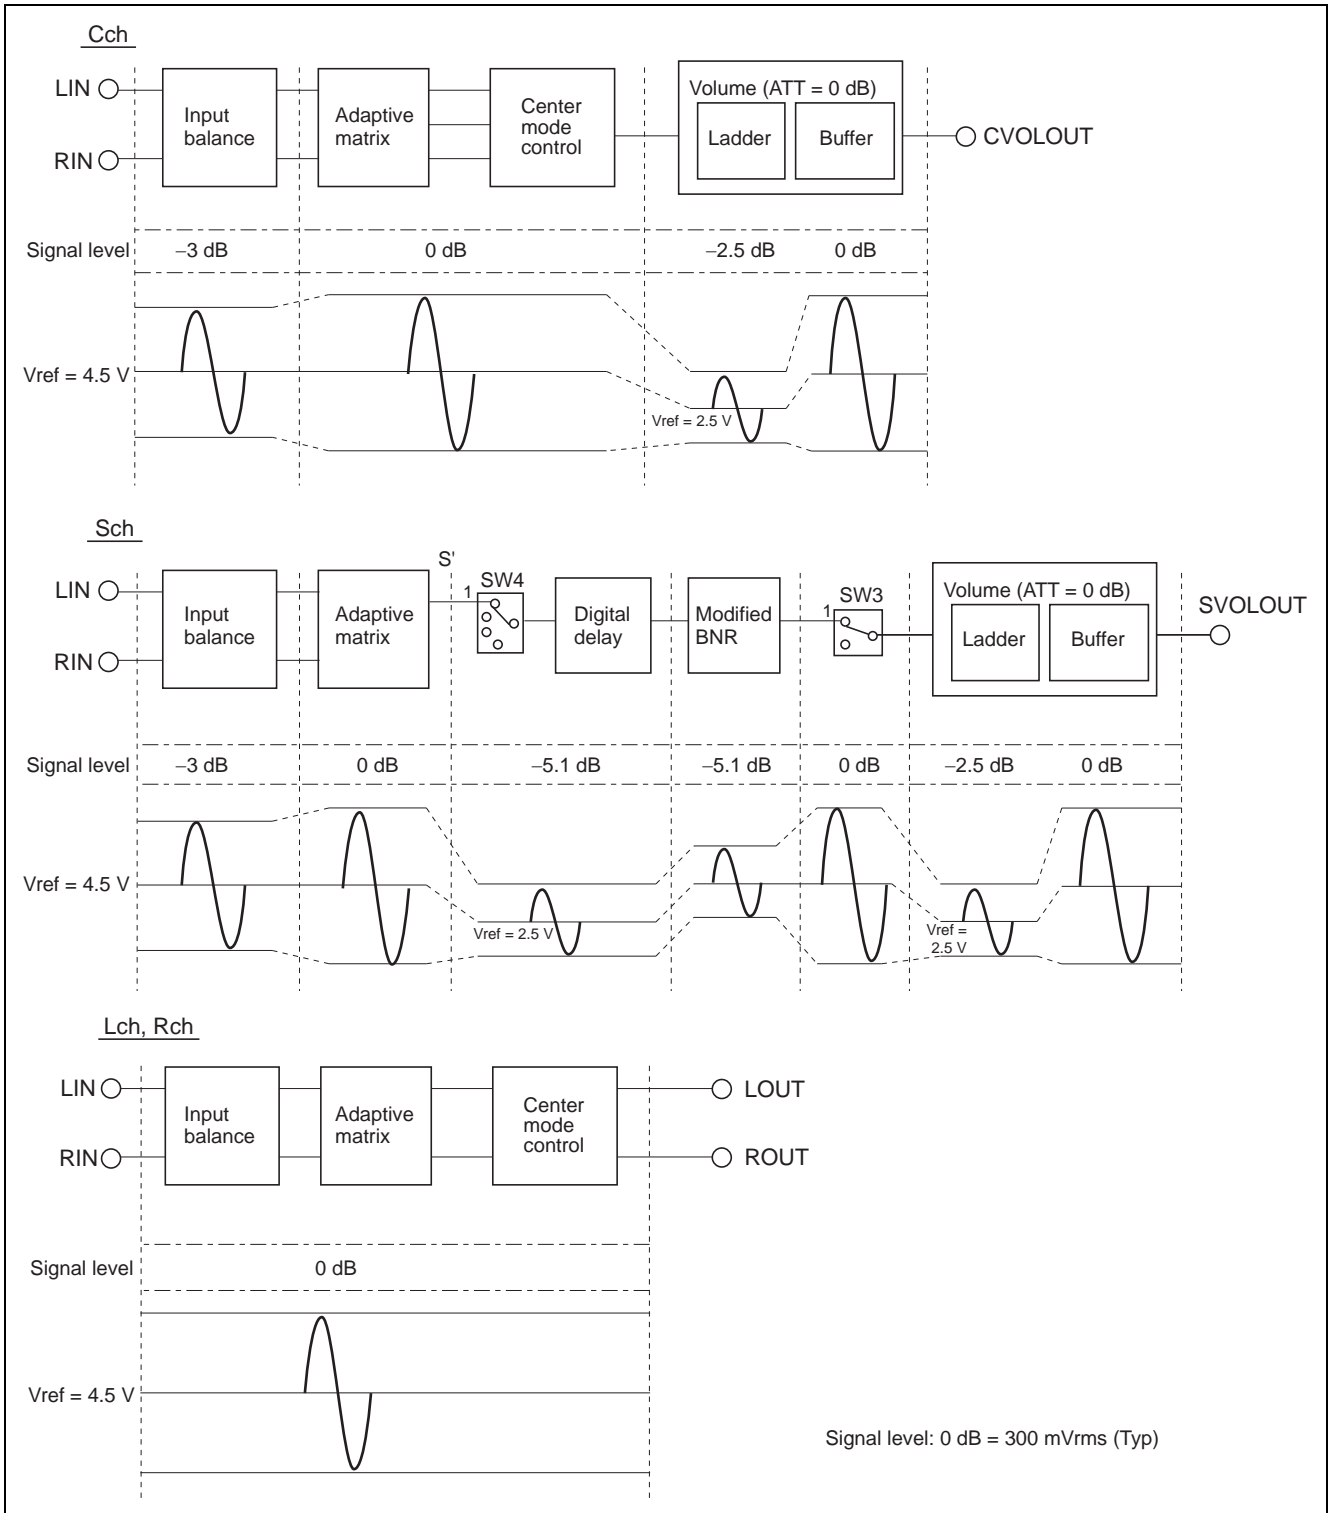 Cch
LIN
RIN
Input
balance
Adaptive
matrix
Center
mode
control
Volume (ATT = 0 dB)
Ladder
Buffer
CVOLOUT
Signal level
−3 dB
0 dB
−2.5 dB
0 dB
Vref = 4.5 V
Vref = 2.5 V
Sch
LIN
RIN
Input
balance
Adaptive
matrix
S'
1
SW4
Digital
delay
Modified
BNR
1
SW3
Volume (ATT = 0 dB)
Ladder
Buffer
SVOLOUT
Signal level
−3 dB
0 dB
−5.1 dB
−5.1 dB
0 dB
−2.5 dB
0 dB
Vref = 4.5 V
Vref = 2.5 V
Vref =
2.5 V
Lch, Rch
LIN
RIN
Input
balance
Adaptive
matrix
Center
mode
control
LOUT
ROUT
Signal level
0 dB
Vref = 4.5 V
Signal level: 0 dB = 300 mVrms (Typ)